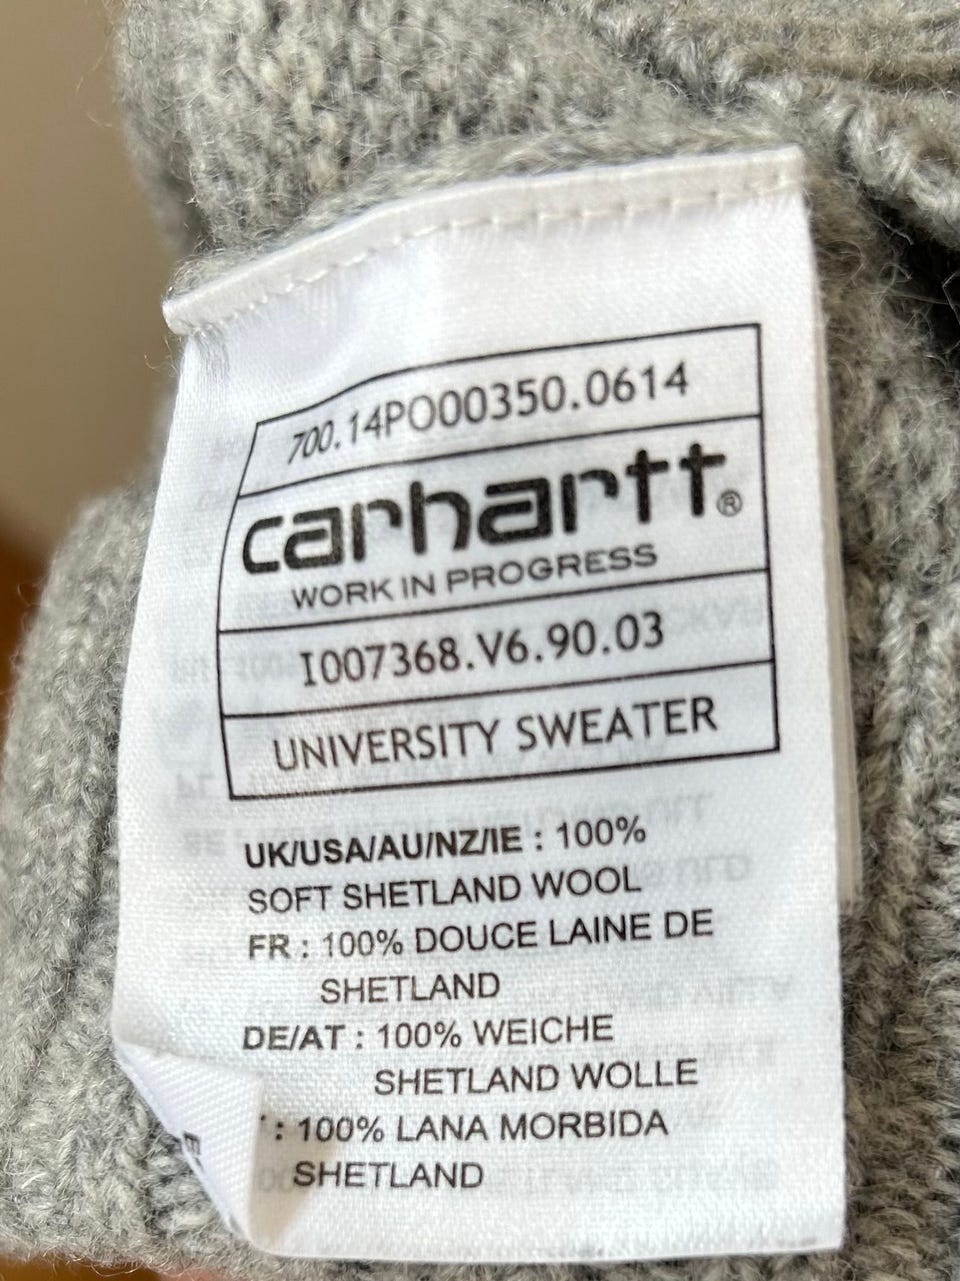 700.14PO00350.0614
carhartt®
WORK IN PROGRESS
I007368.V6.90.03
UNIVERSITY SWEATER
UK/USA/AU/NZ/IE : 100%
SOFT SHETLAND WOOL
FR : 100% DOUCE LAINE DE
SHETLAND
DE/AT : 100% WEICHE
SHETLAND WOLLE
: 100% LANA MORBIDA
SHETLAND